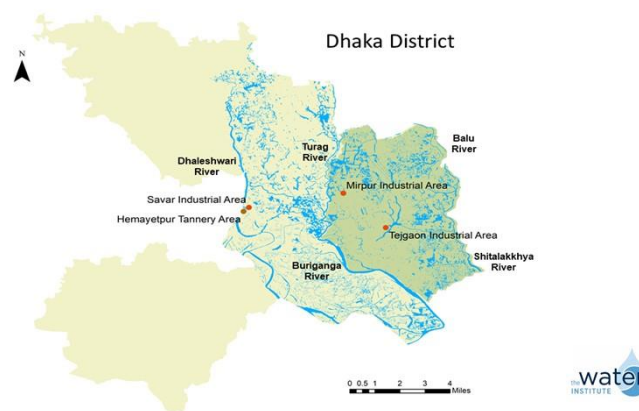 Dhaka District
N
Balu
River
Turag
River
Dhaleshwari
River
Mirpur Industrial Area
Savar Industrial Area
Hemayetpur Tannery Area
Tejgaon Industrial Area
Shitalakkhya
River
Buriganga
River
0 0.5 1 2 3 4
Miles
the water
INSTITUTE